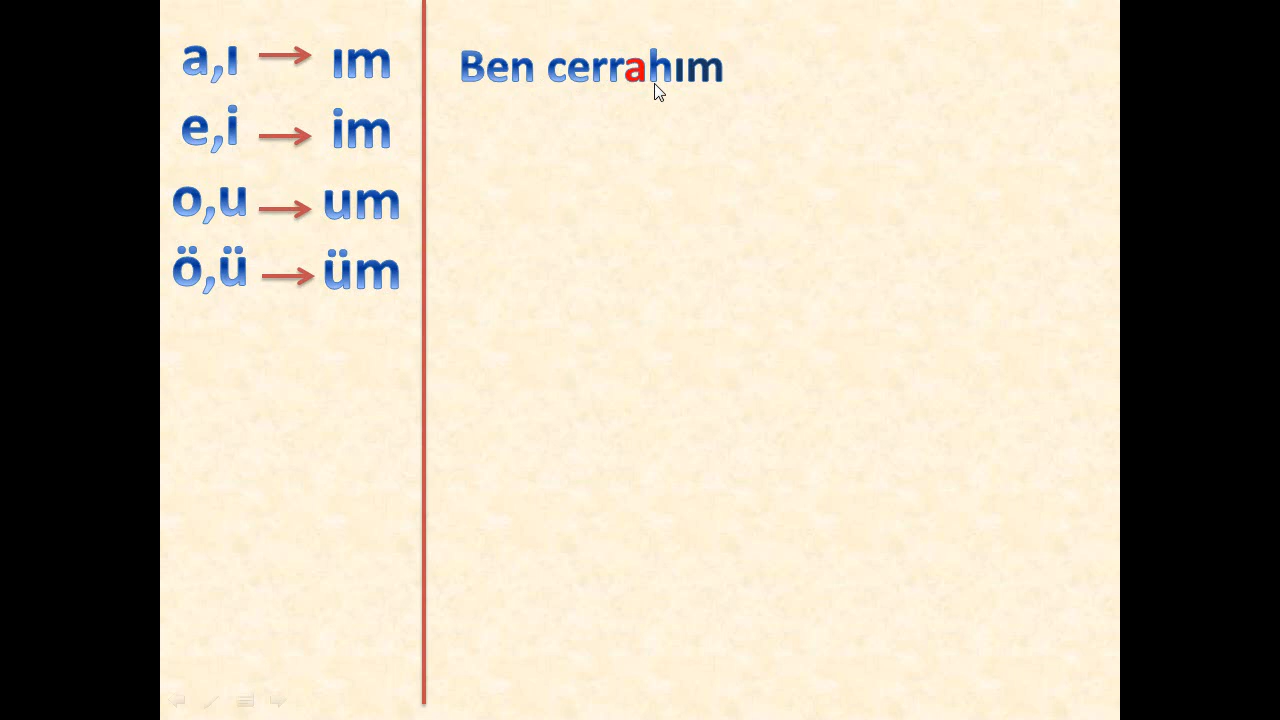 a,ı → ım
e,i → im
o,u → um
ö,ü → üm
Ben cerrahım